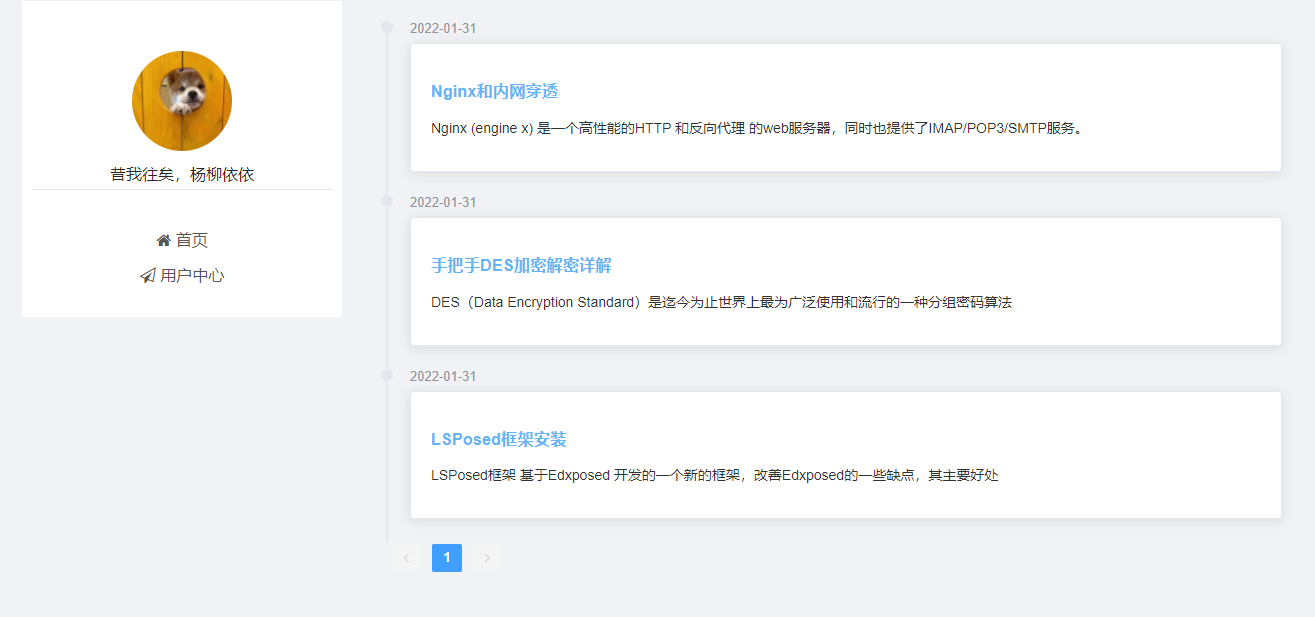 昔我往矣，杨柳依依
首页
用户中心
2022-01-31
Nginx和内网穿透
Nginx (engine x) 是一个高性能的HTTP 和反向代理 的web服务器，同时也提供了IMAP/POP3/SMTP服务。
2022-01-31
手把手DES加密解密详解
DES（Data Encryption Standard）是迄今为止世界上最为广泛使用和流行的一种分组密码算法
2022-01-31
LSPosed框架安装
LSPosed框架 基于Edxposed 开发的一个新的框架，改善Edxposed的一些缺点，其主要好处
1